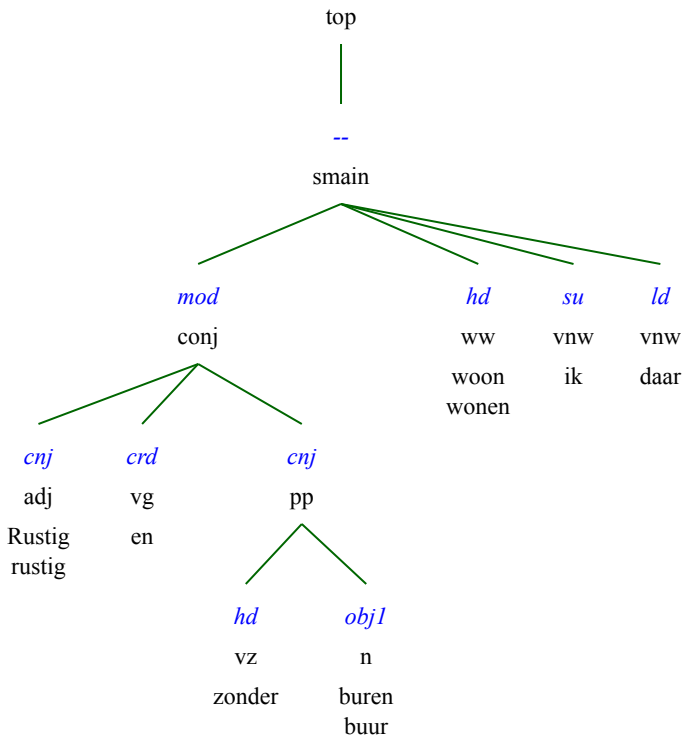 top
--
smain
mod hd su ld
conj ww vnw vnw
woon ik daar
wonen
cnj crd cnj
adj vg pp
Rustig en
rustig
hd obj1
vz n
zonder buren
buur